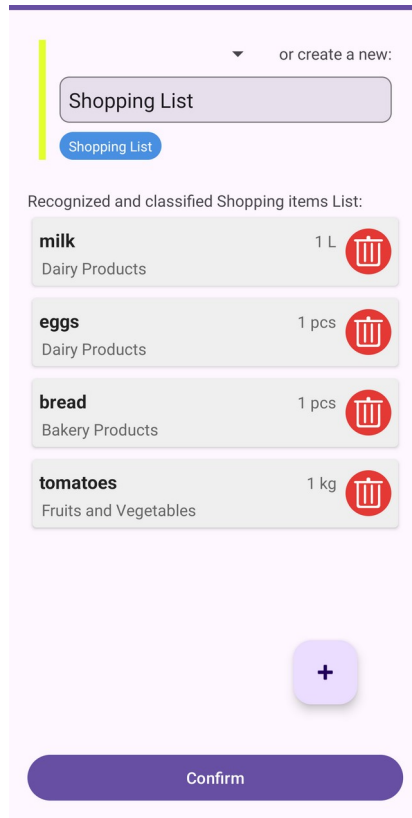 or create a new:
Shopping List
Shopping List
Recognized and classified Shopping items List:
milk 1 L
Dairy Products
eggs 1 pcs
Dairy Products
bread 1 pcs
Bakery Products
tomatoes 1 kg
Fruits and Vegetables
+
Confirm